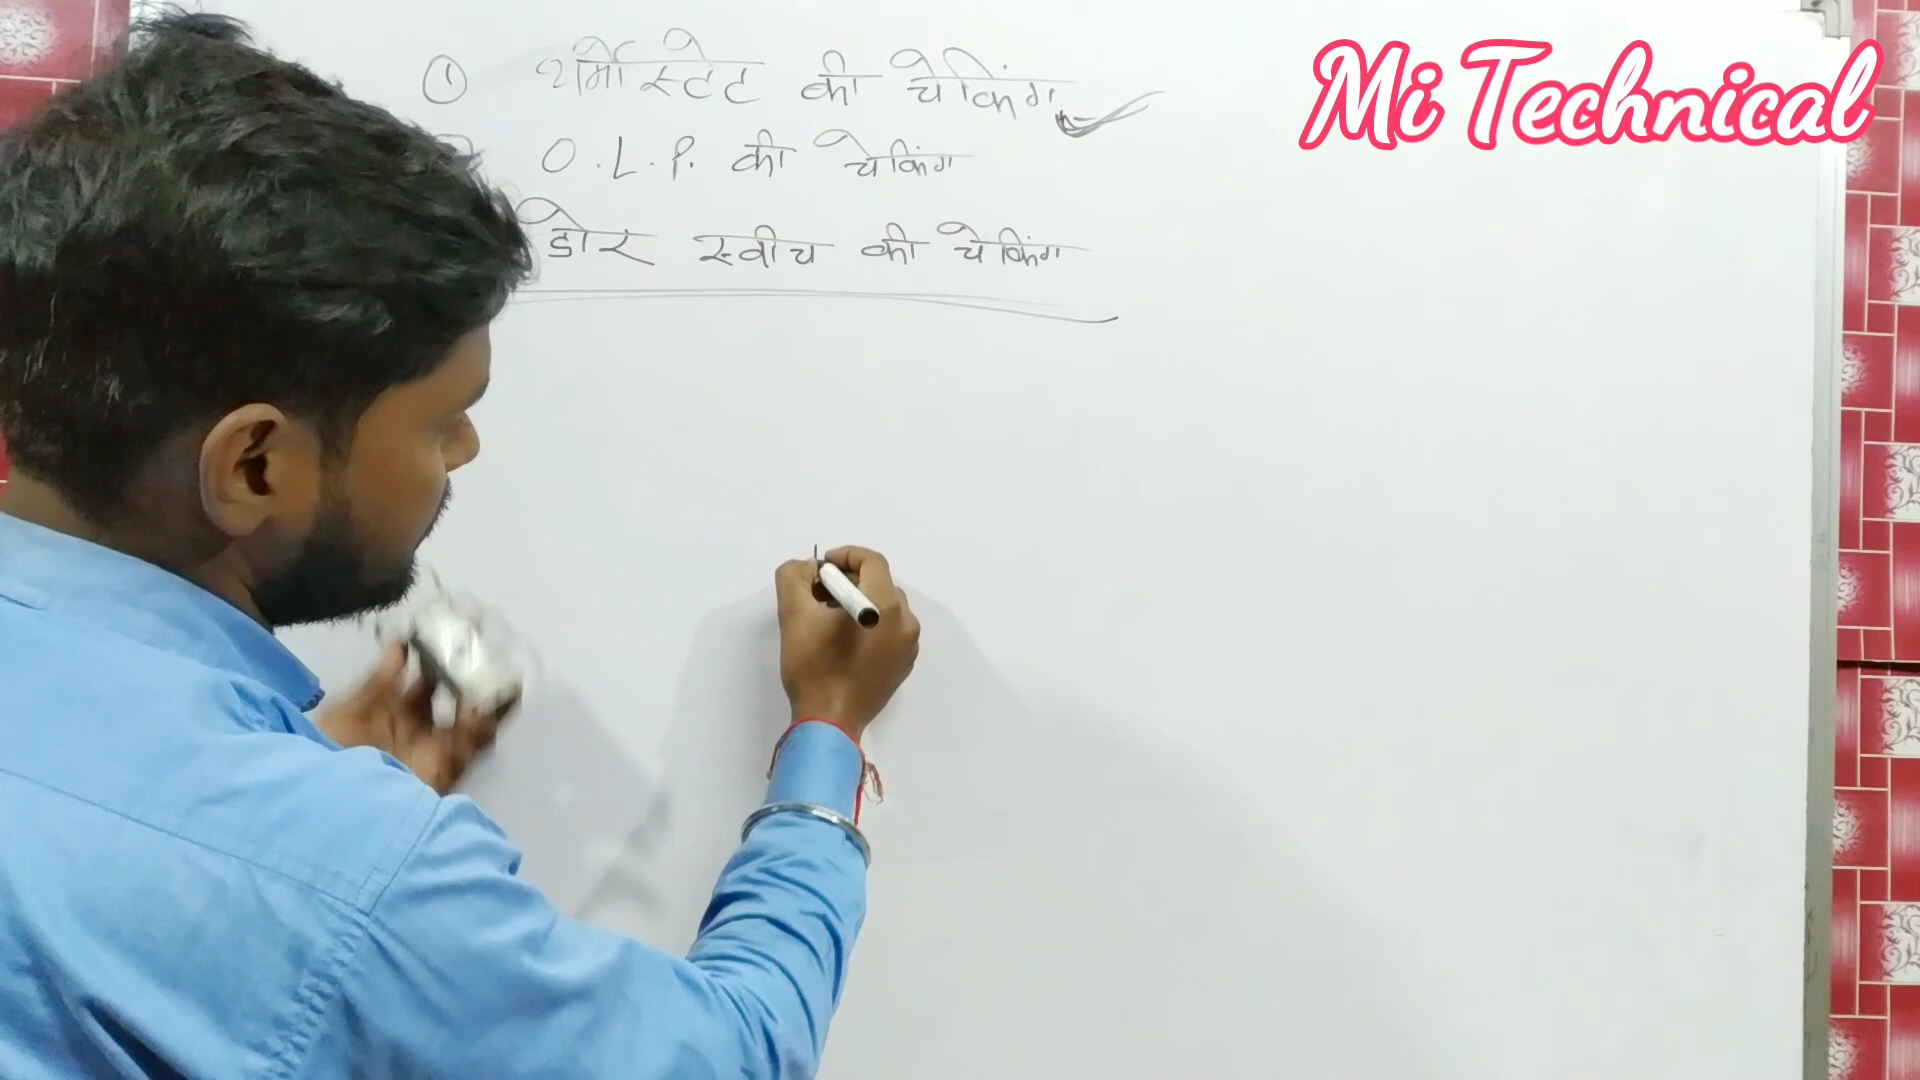 ① थर्मोस्टेट की चेकिंग
Mi Technical
O.L.P. की चेकिंग
डोर स्वीच की चेकिंग